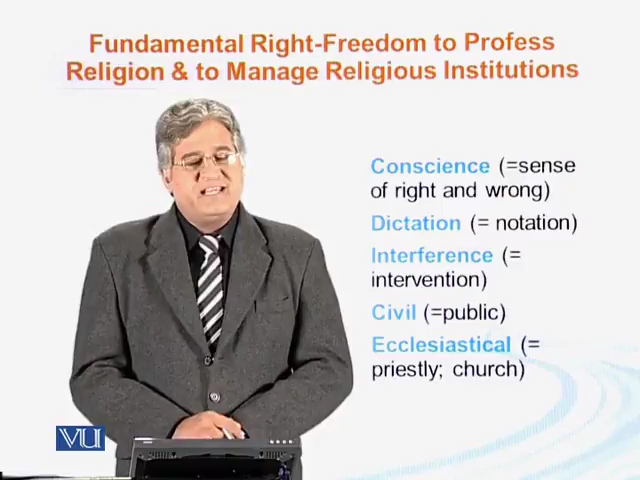 Fundamental Right-Freedom to Profess
Religion & to Manage Religious Institutions
Conscience (=sense
of right and wrong)
Dictation (= notation)
Interference (=
intervention)
Civil (=public)
Ecclesiastical (=
priestly; church)
VU